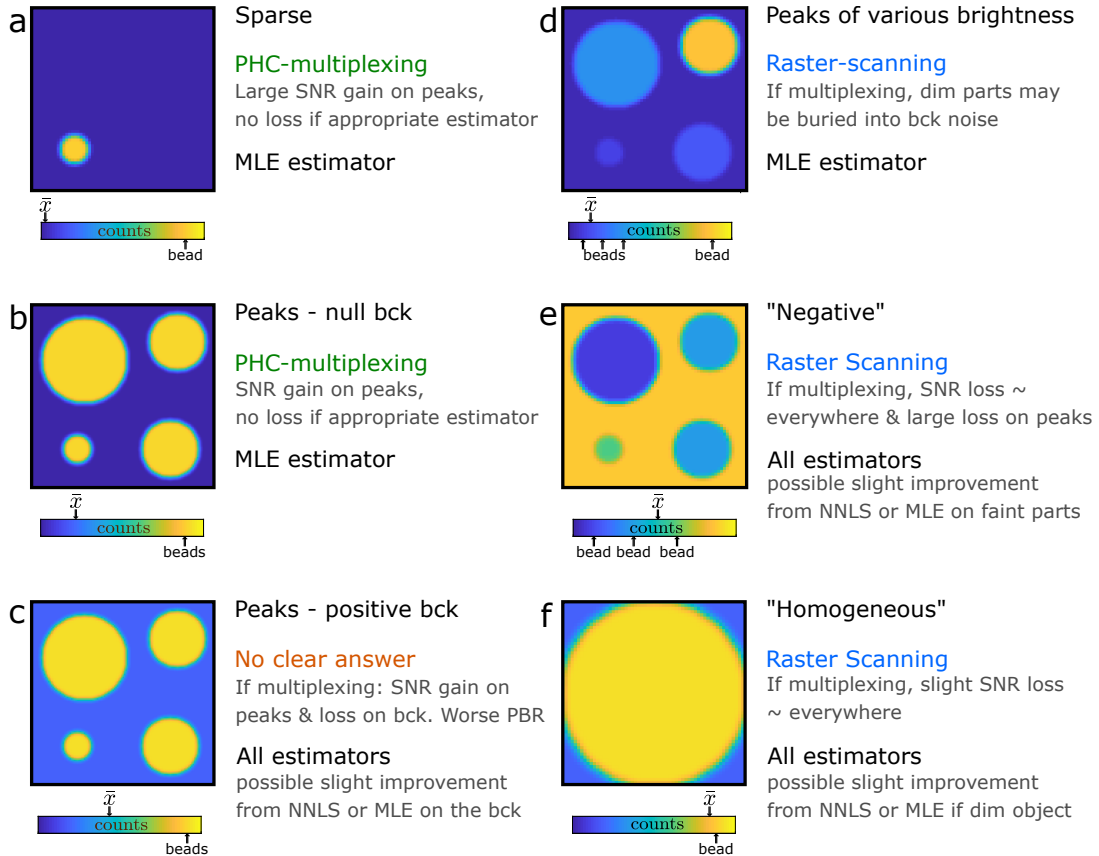 a
Sparse
PHC-multiplexing
Large SNR gain on peaks,
no loss if appropriate estimator
MLE estimator
x̄
counts
bead
b
Peaks - null bck
PHC-multiplexing
SNR gain on peaks,
no loss if appropriate estimator
MLE estimator
x̄
counts
beads
c
Peaks - positive bck
No clear answer
If multiplexing: SNR gain on
peaks & loss on bck. Worse PBR
All estimators
possible slight improvement
from NNLS or MLE on the bck
x̄
counts
beads
d
Peaks of various brightness
Raster-scanning
If multiplexing, dim parts may
be buried into bck noise
MLE estimator
x̄
counts
beads bead
e
"Negative"
Raster Scanning
If multiplexing, SNR loss ~
everywhere & large loss on peaks
All estimators
possible slight improvement
from NNLS or MLE on faint parts
x̄
counts
bead bead bead
f
"Homogeneous"
Raster Scanning
If multiplexing, slight SNR loss
~ everywhere
All estimators
possible slight improvement
from NNLS or MLE if dim object
x̄
counts
bead